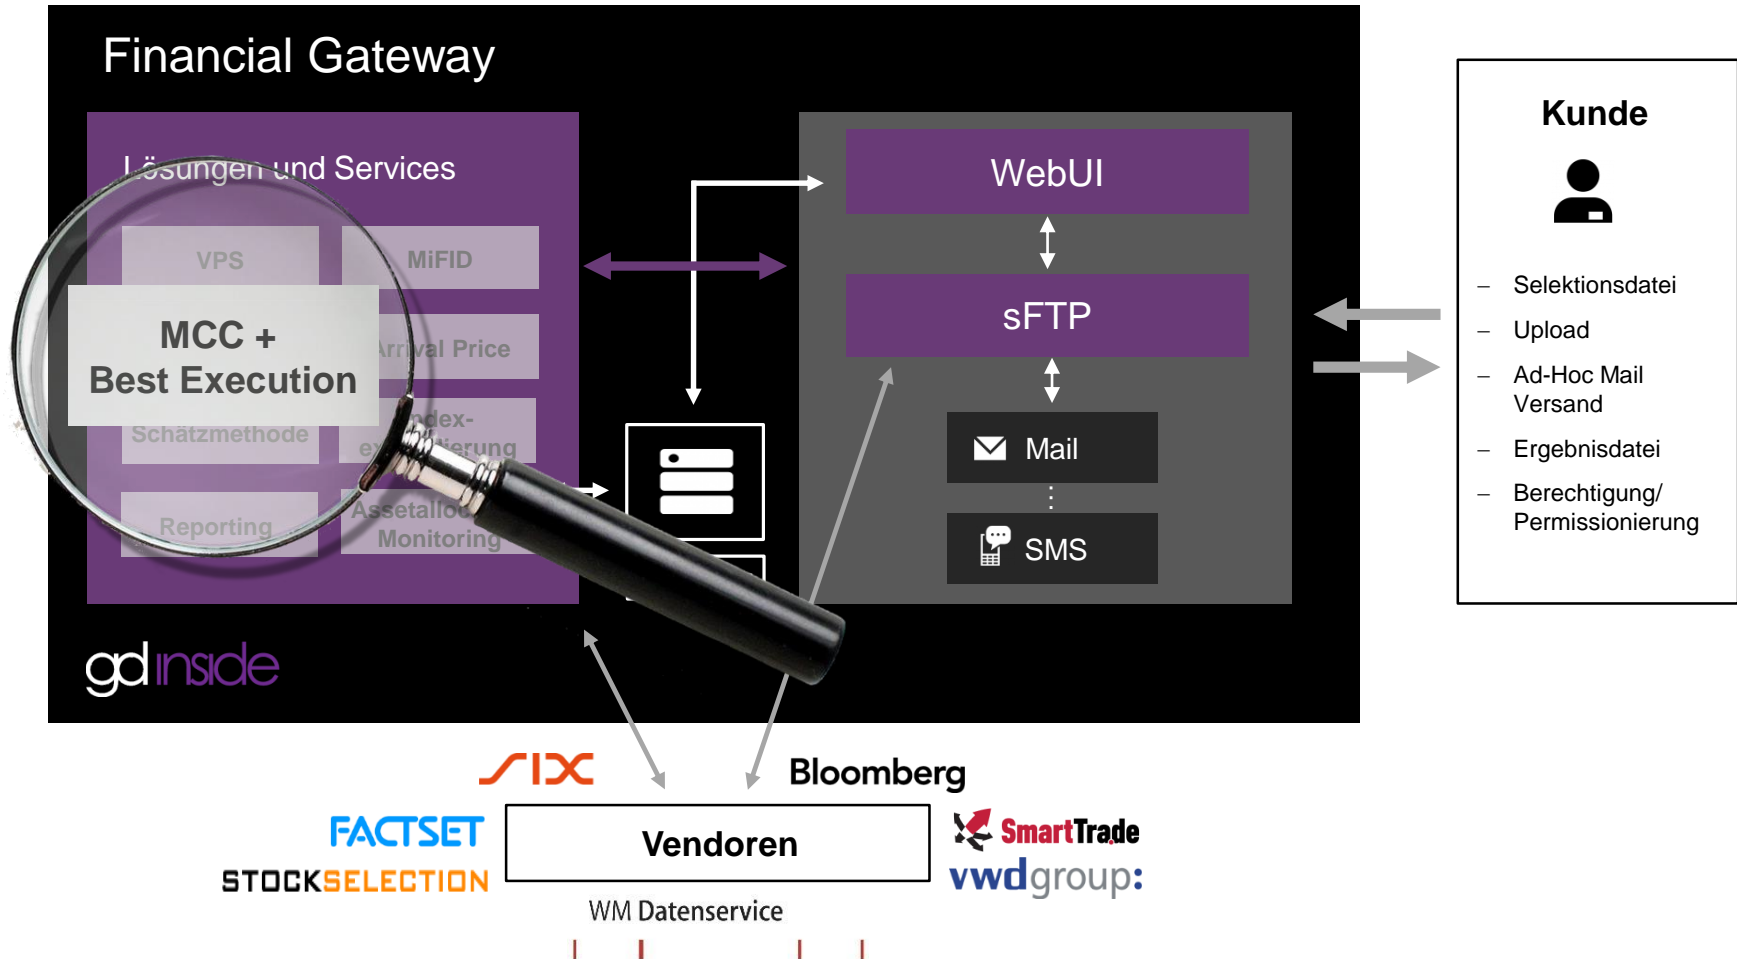 Financial Gateway
Lösungen und Services
VPS
MiFID
MCC +
Best Execution
Arrival Price
Schätzmethode
Reporting
Monitoring
WebUI
sFTP
Mail
SMS
gd inside
Kunde
– Selektionsdatei
– Upload
– Ad-Hoc Mail
Versand
– Ergebnisdatei
– Berechtigung/
Permissionierung
SIX
Bloomberg
FACTSET
Vendoren
SmartTrade
STOCKSELECTION
vwdgroup:
WM Datenservice